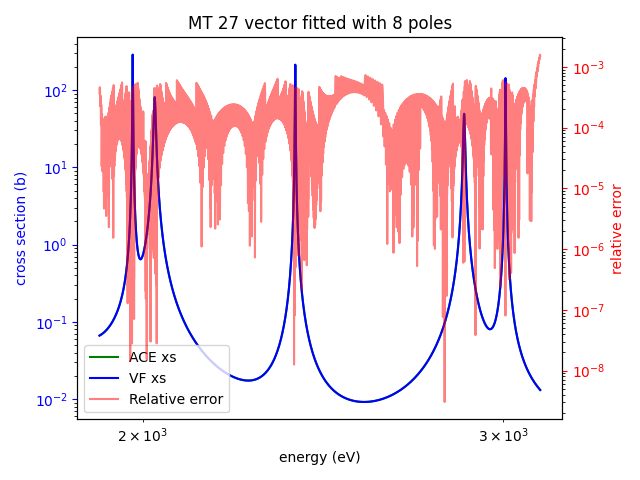 MT 27 vector fitted with 8 poles
10²
10¹
10⁰
10⁻¹
10⁻²
cross section (b)
10⁻³
10⁻⁴
10⁻⁵
10⁻⁶
10⁻⁷
10⁻⁸
relative error
ACE xs
VF xs
Relative error
2 × 10³
3 × 10³
energy (eV)